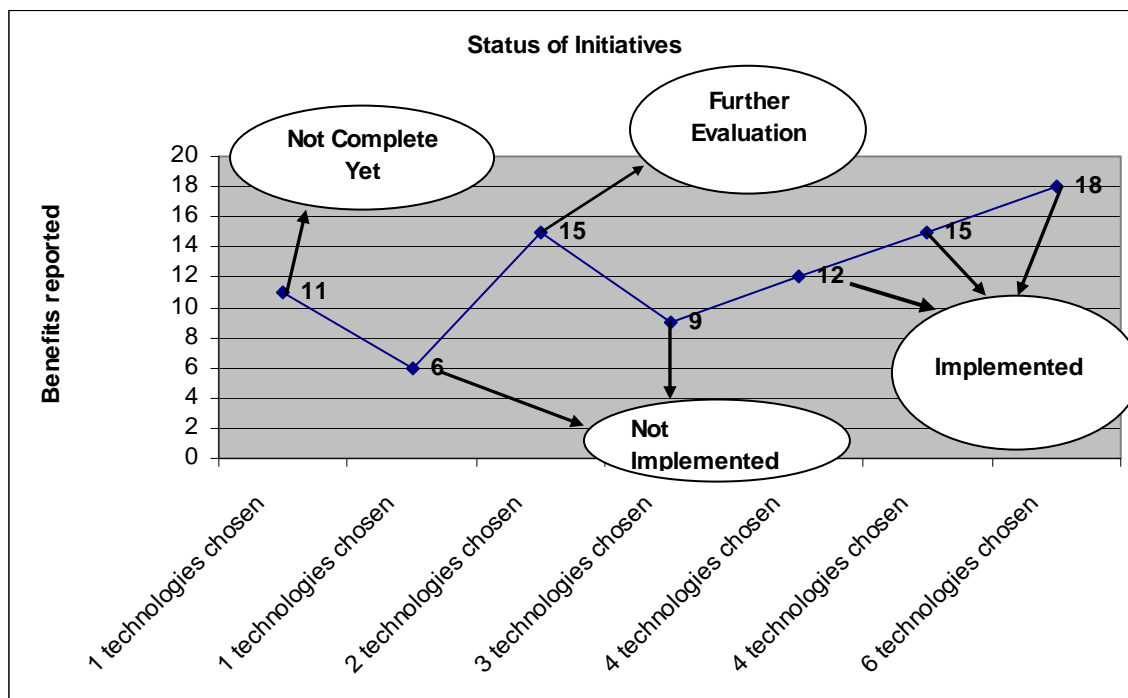 Status of Initiatives
Further
Evaluation
Not Complete
Yet
20
18
16
14
12
10
8
6
4
2
0
Benefits reported
11
6
15
9
12
15
18
Implemented
Not
Implemented
1 technologies chosen
1 technologies chosen
2 technologies chosen
3 technologies chosen
4 technologies chosen
4 technologies chosen
6 technologies chosen